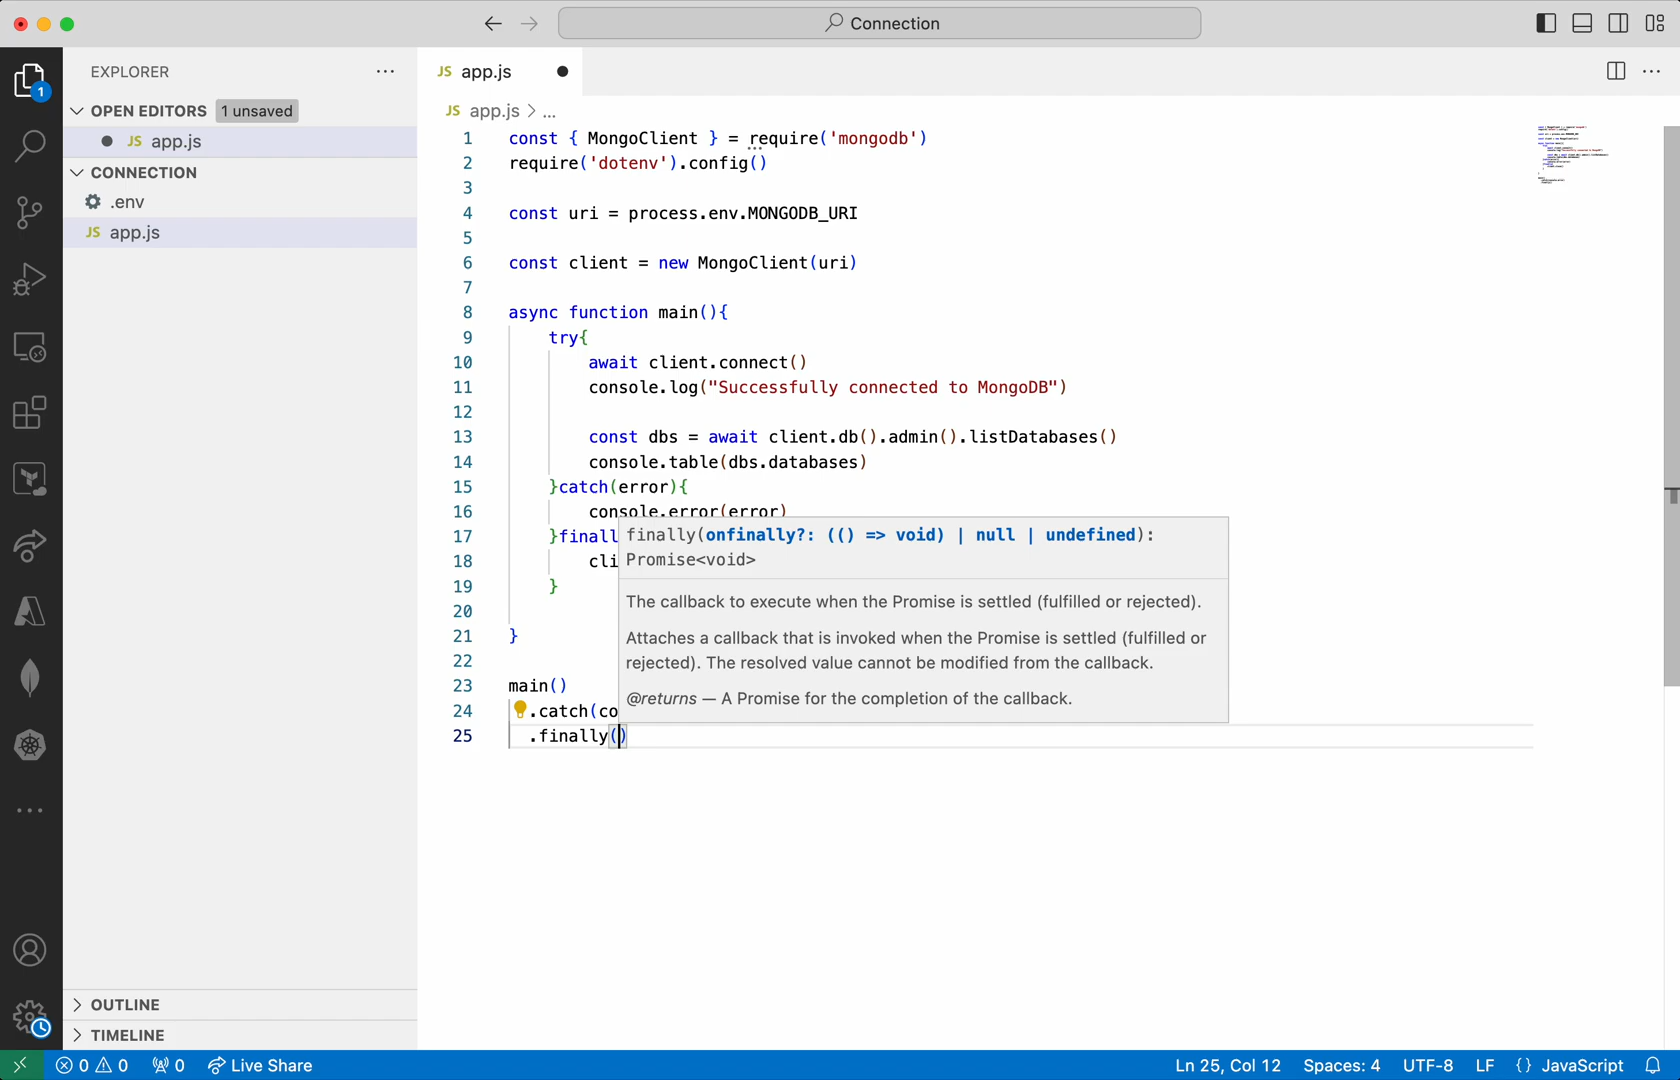 Connection
EXPLORER
OPEN EDITORS 1 unsaved
JS app.js
CONNECTION
.env
JS app.js
OUTLINE
TIMELINE
JS app.js
JS app.js > ...
1 const { MongoClient } = require('mongodb')
2 require('dotenv').config()
3
4 const uri = process.env.MONGODB_URI
5
6 const client = new MongoClient(uri)
7
8 async function main(){
9 try{
10 await client.connect()
11 console.log("Successfully connected to MongoDB")
12
13 const dbs = await client.db().admin().listDatabases()
14 console.table(dbs.databases)
15 }catch(error){
16 console.error(error)
17 }finall
18 cli
19 }
20
21 }
22
23 main()
24 .catch(co
25 .finally()
finally(onfinally?: (() => void) | null | undefined):
Promise<void>
The callback to execute when the Promise is settled (fulfilled or rejected).
Attaches a callback that is invoked when the Promise is settled (fulfilled or
rejected). The resolved value cannot be modified from the callback.
@returns — A Promise for the completion of the callback.
1
0 0 0 Live Share Ln 25, Col 12 Spaces: 4 UTF-8 LF {} JavaScript